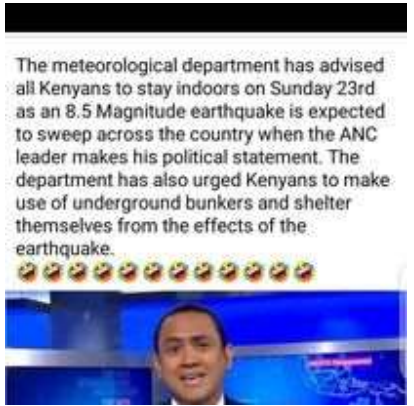 The meteorological department has advised
all Kenyans to stay indoors on Sunday 23rd
as an 8.5 Magnitude earthquake is expected
to sweep across the country when the ANC
leader makes his political statement. The
department has also urged Kenyans to make
use of underground bunkers and shelter
themselves from the effects of the
earthquake.
🤣🤣🤣🤣🤣🤣🤣🤣🤣🤣🤣